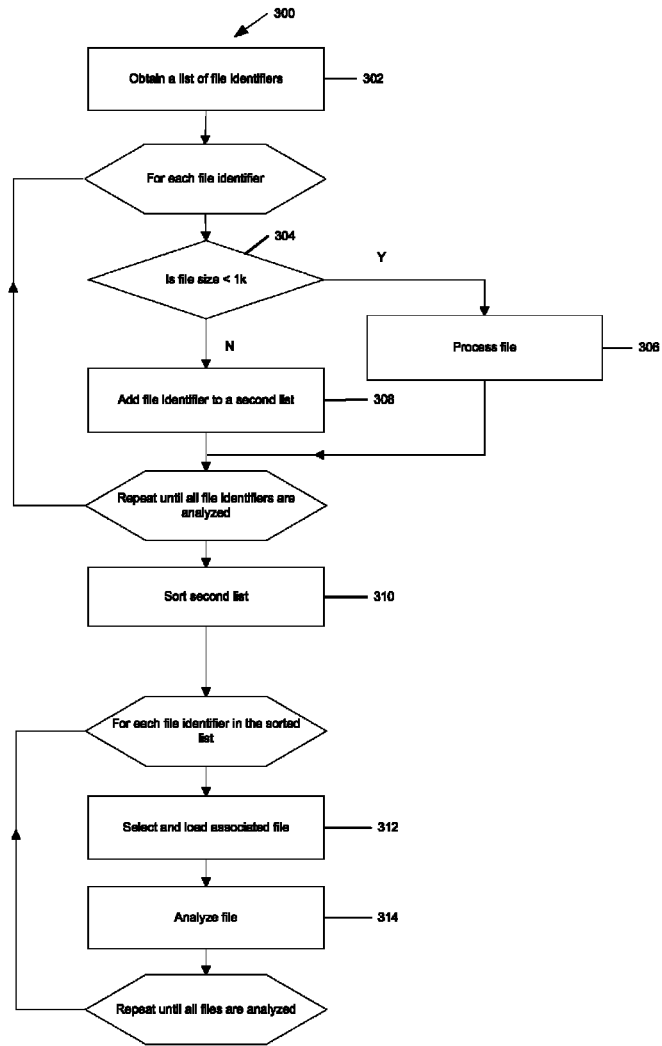 300
Obtain a list of file identifiers
302
For each file identifier
304
Is file size < 1k
Y
N
Process file
306
Add file identifier to a second list
308
Repeat until all file identifiers are
analyzed
Sort second list
310
For each file identifier in the sorted
list
Select and load associated file
312
Analyze file
314
Repeat until all files are analyzed